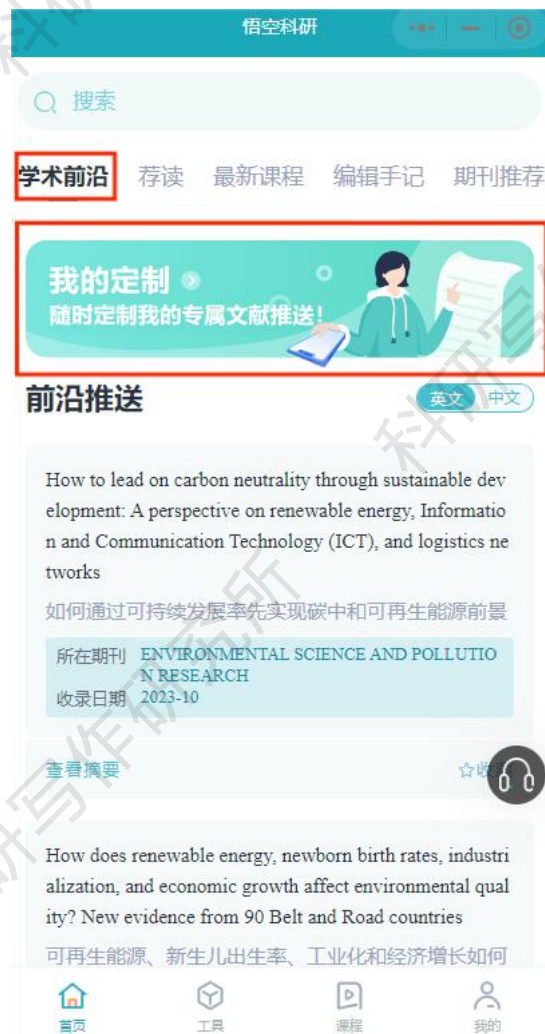 悟空科研
搜索
学术前沿 荐读 最新课程 编辑手记 期刊推荐
我的定制
随时定制我的专属文献推送!
前沿推送
英文 中文
How to lead on carbon neutrality through sustainable dev
elopment: A perspective on renewable energy, Informatio
n and Communication Technology (ICT), and logistics ne
tworks
如何通过可持续发展率先实现碳中和可再生能源前景
所在期刊 ENVIRONMENTAL SCIENCE AND POLLUTIO
N RESEARCH
收录日期 2023-10
查看摘要
How does renewable energy, newborn birth rates, industri
alization, and economic growth affect environmental qual
ity? New evidence from 90 Belt and Road countries
可再生能源、新生儿出生率、工业化和经济增长如何
首页 工具 课程 我的